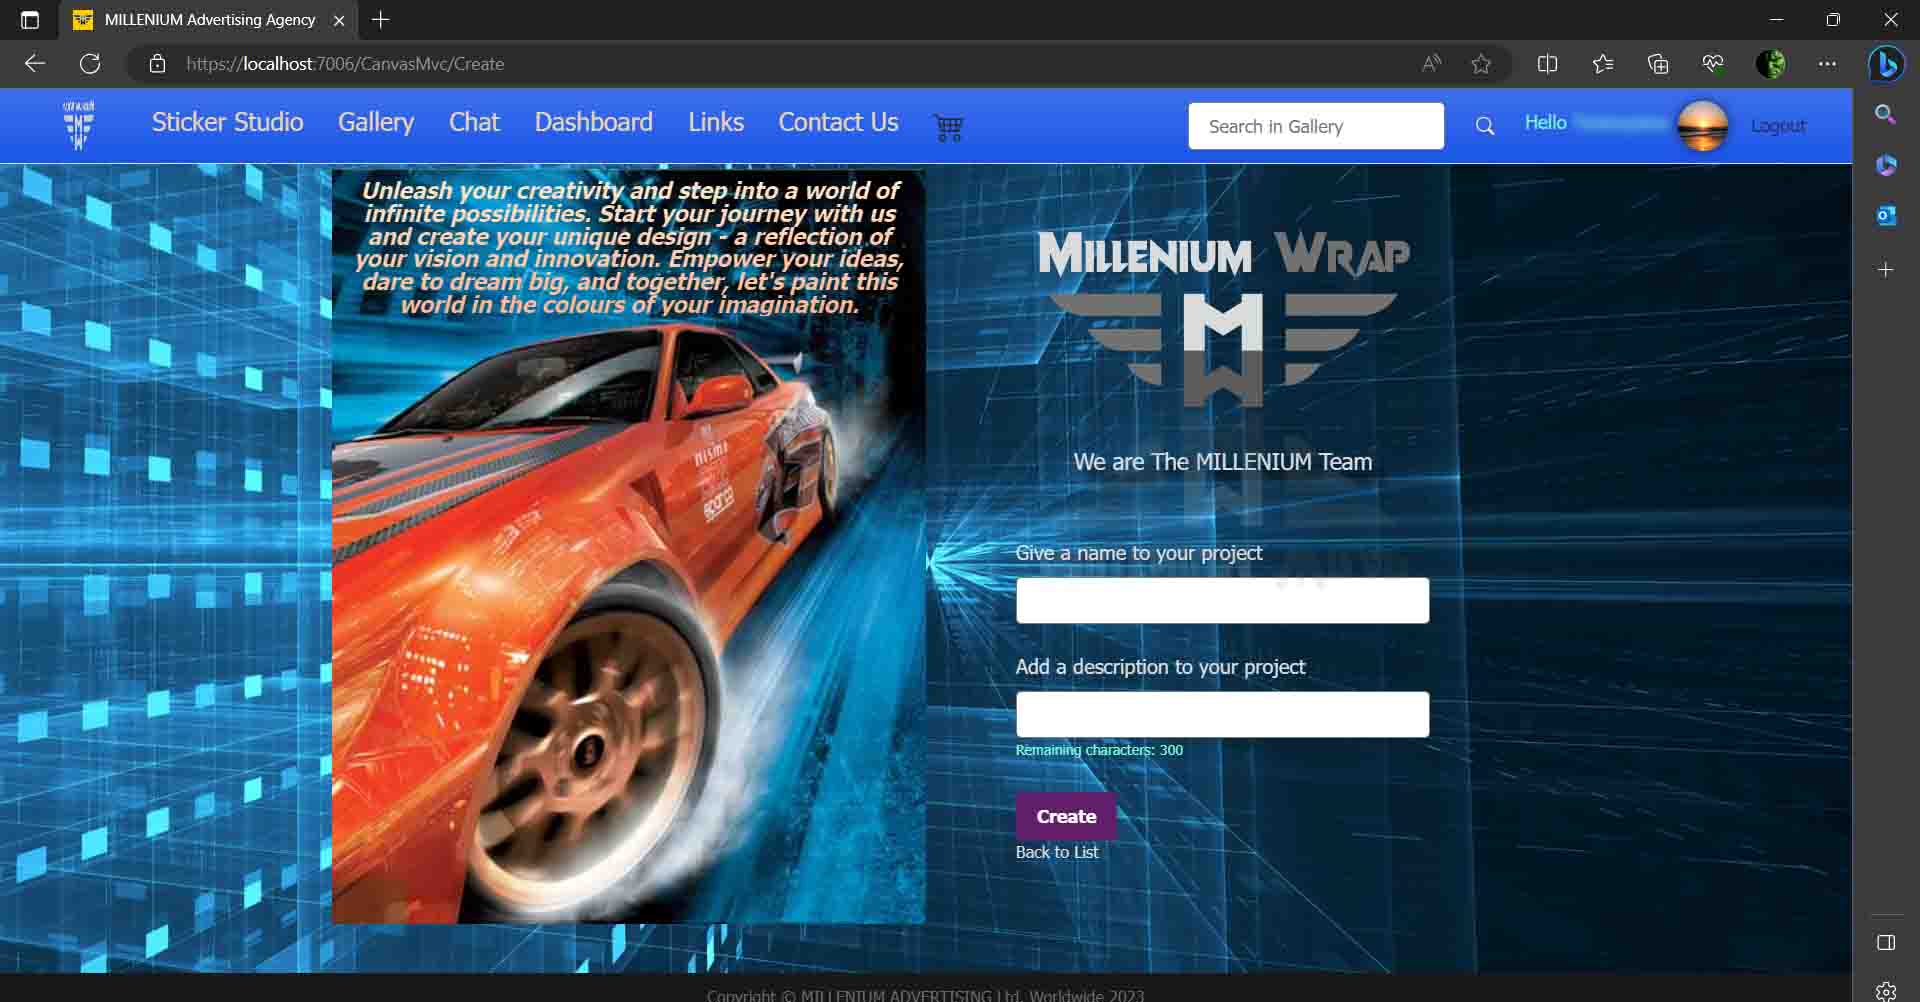 MILLENIUM Advertising Agency
https://localhost:7006/CanvasMvc/Create
Sticker Studio Gallery Chat Dashboard Links Contact Us Search in Gallery Hello Logout
Unleash your creativity and step into a world of
infinite possibilities. Start your journey with us
and create your unique design - a reflection of
your vision and innovation. Empower your ideas,
dare to dream big, and together, let's paint this
world in the colours of your imagination.
nismo
sparco
MILLENIUM WRAP
M
We are The MILLENIUM Team
Give a name to your project
Add a description to your project
Remaining characters: 300
Create
Back to List
Copyright © MILLENIUM ADVERTISING Ltd. Worldwide 2023